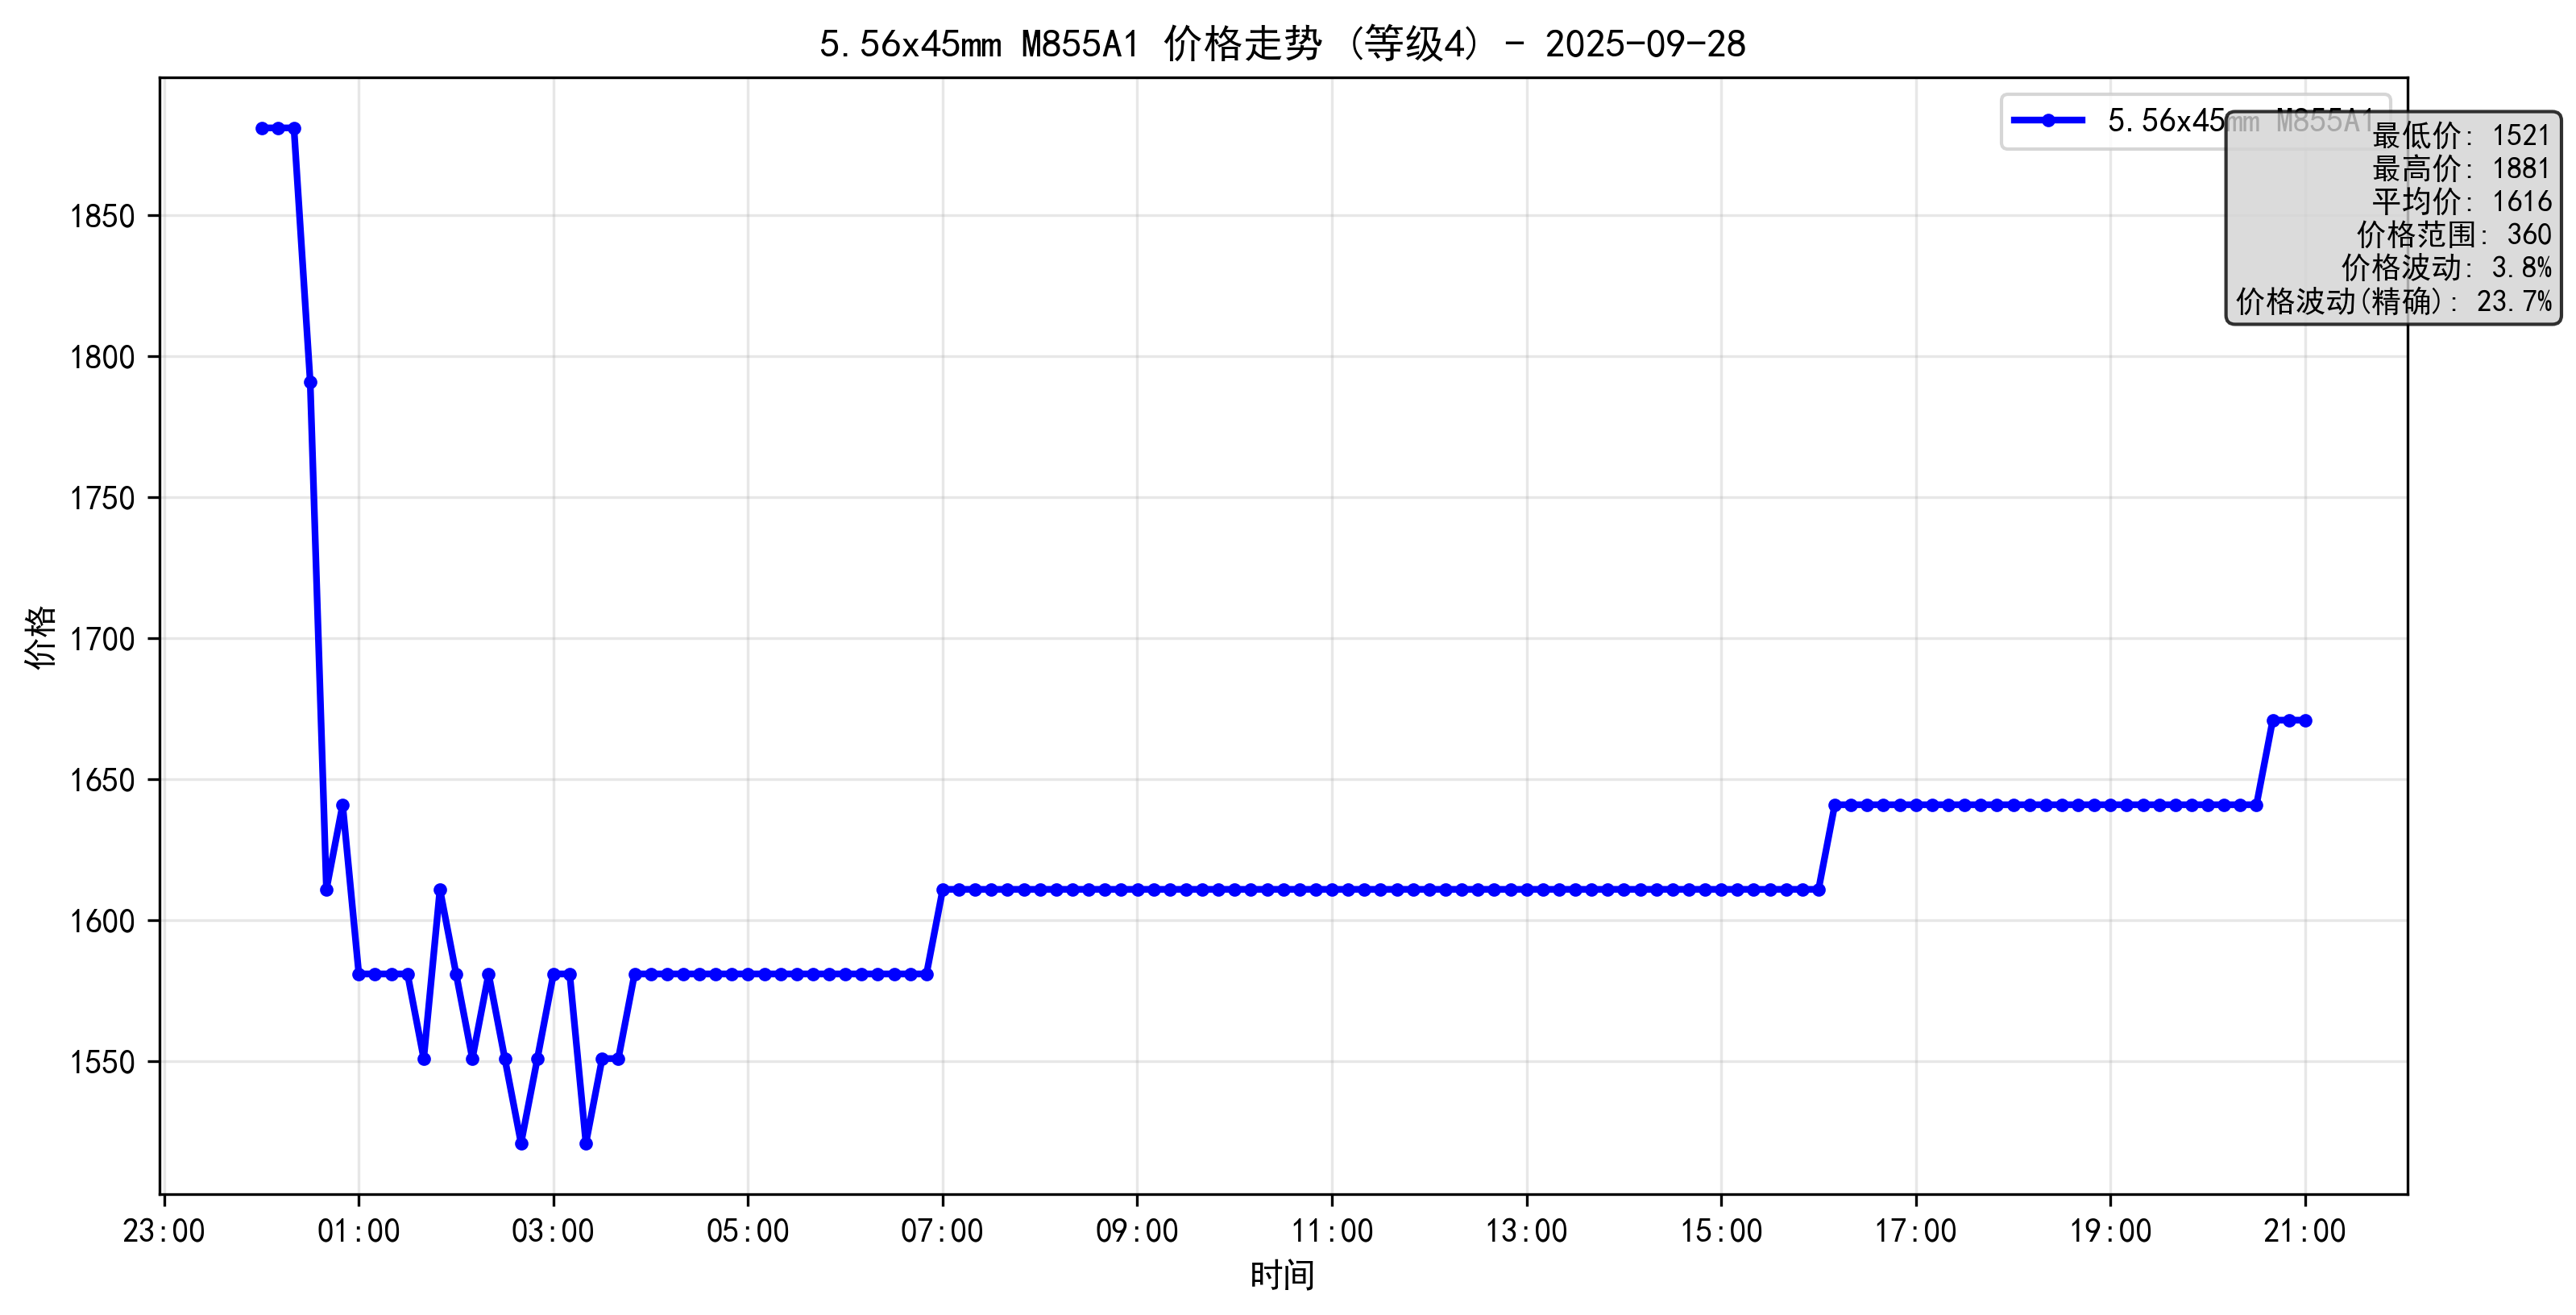 5.56x45mm M855A1 价格走势 (等级4) - 2025-09-28
5.56x45mm M855A1
最低价: 1521
最高价: 1881
平均价: 1616
价格范围: 360
价格波动: 3.8%
价格波动(精确): 23.7%
价格
1850
1800
1750
1700
1650
1600
1550
23:00 01:00 03:00 05:00 07:00 09:00 11:00 13:00 15:00 17:00 19:00 21:00
时间